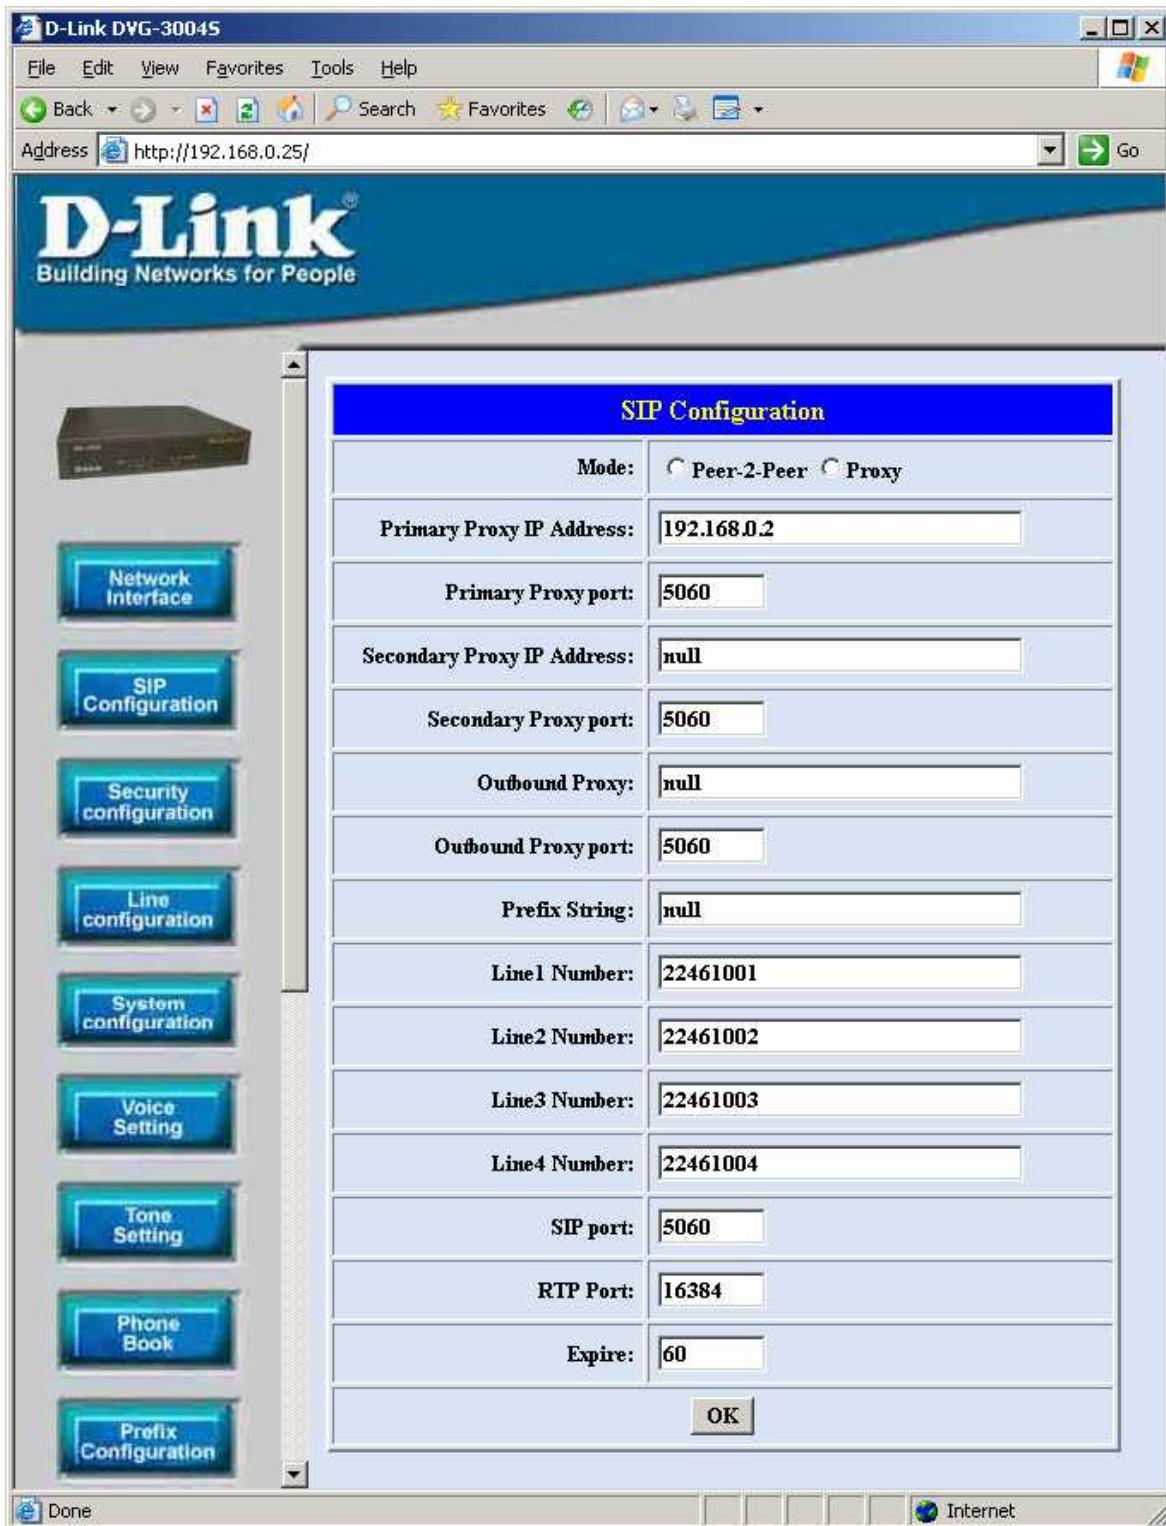 D-Link DVG-3004S
File Edit View Favorites Tools Help
Back Search Favorites
Address http://192.168.0.25/ Go
D-Link®
Building Networks for People
Network
Interface
SIP
Configuration
Security
configuration
Line
configuration
System
configuration
Voice
Setting
Tone
Setting
Phone
Book
Prefix
Configuration
SIP Configuration
Mode: Peer-2-Peer Proxy
Primary Proxy IP Address: 192.168.0.2
Primary Proxy port: 5060
Secondary Proxy IP Address: null
Secondary Proxy port: 5060
Outbound Proxy: null
Outbound Proxy port: 5060
Prefix String: null
Line1 Number: 22461001
Line2 Number: 22461002
Line3 Number: 22461003
Line4 Number: 22461004
SIP port: 5060
RTP Port: 16384
Expire: 60
OK
Done Internet